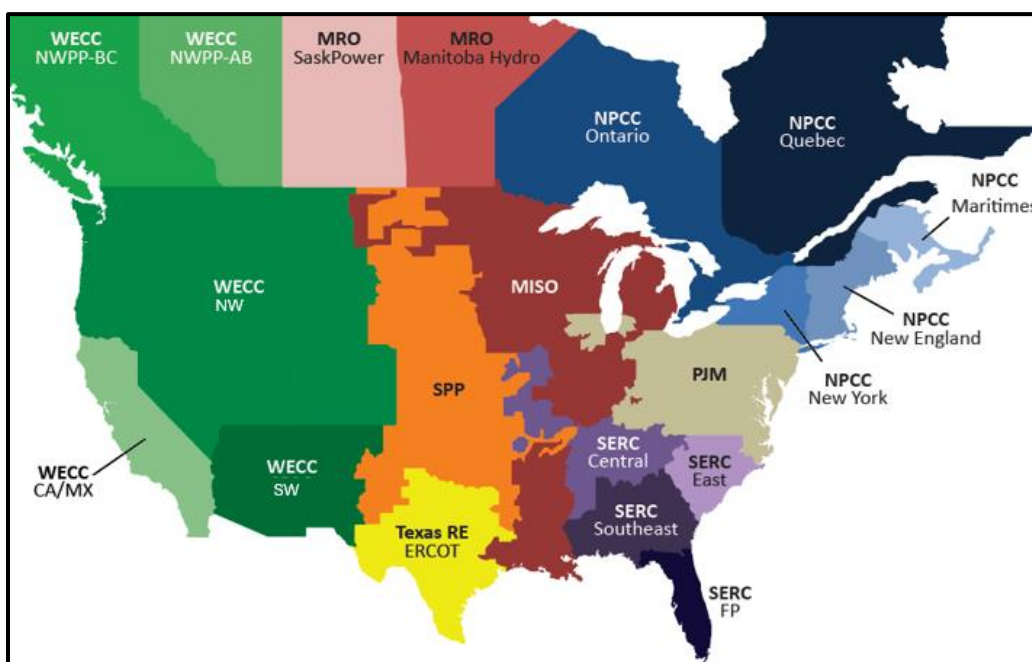 WECC
NWPP-BC
WECC
NWPP-AB
MRO
SaskPower
MRO
Manitoba Hydro
NPCC
Ontario
NPCC
Quebec
NPCC
Maritimes
WECC
NW
MISO
NPCC
New England
SPP
PJM
NPCC
New York
WECC
CA/MX
WECC
SW
SERC
Central
SERC
East
Texas RE
ERCOT
SERC
Southeast
SERC
FP